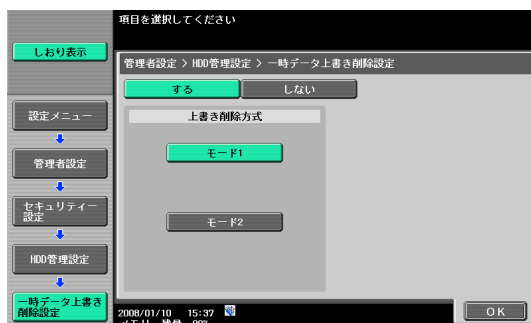 項目を選択してください
しおり表示
管理者設定 > HDD管理設定 > 一時データ上書き削除設定
する
しない
設定メニュー
上書き削除方式
モード1
管理者設定
セキュリティー
設定
モード2
HDD管理設定
一時データ上書き
削除設定
2008/01/10 15:37
OK